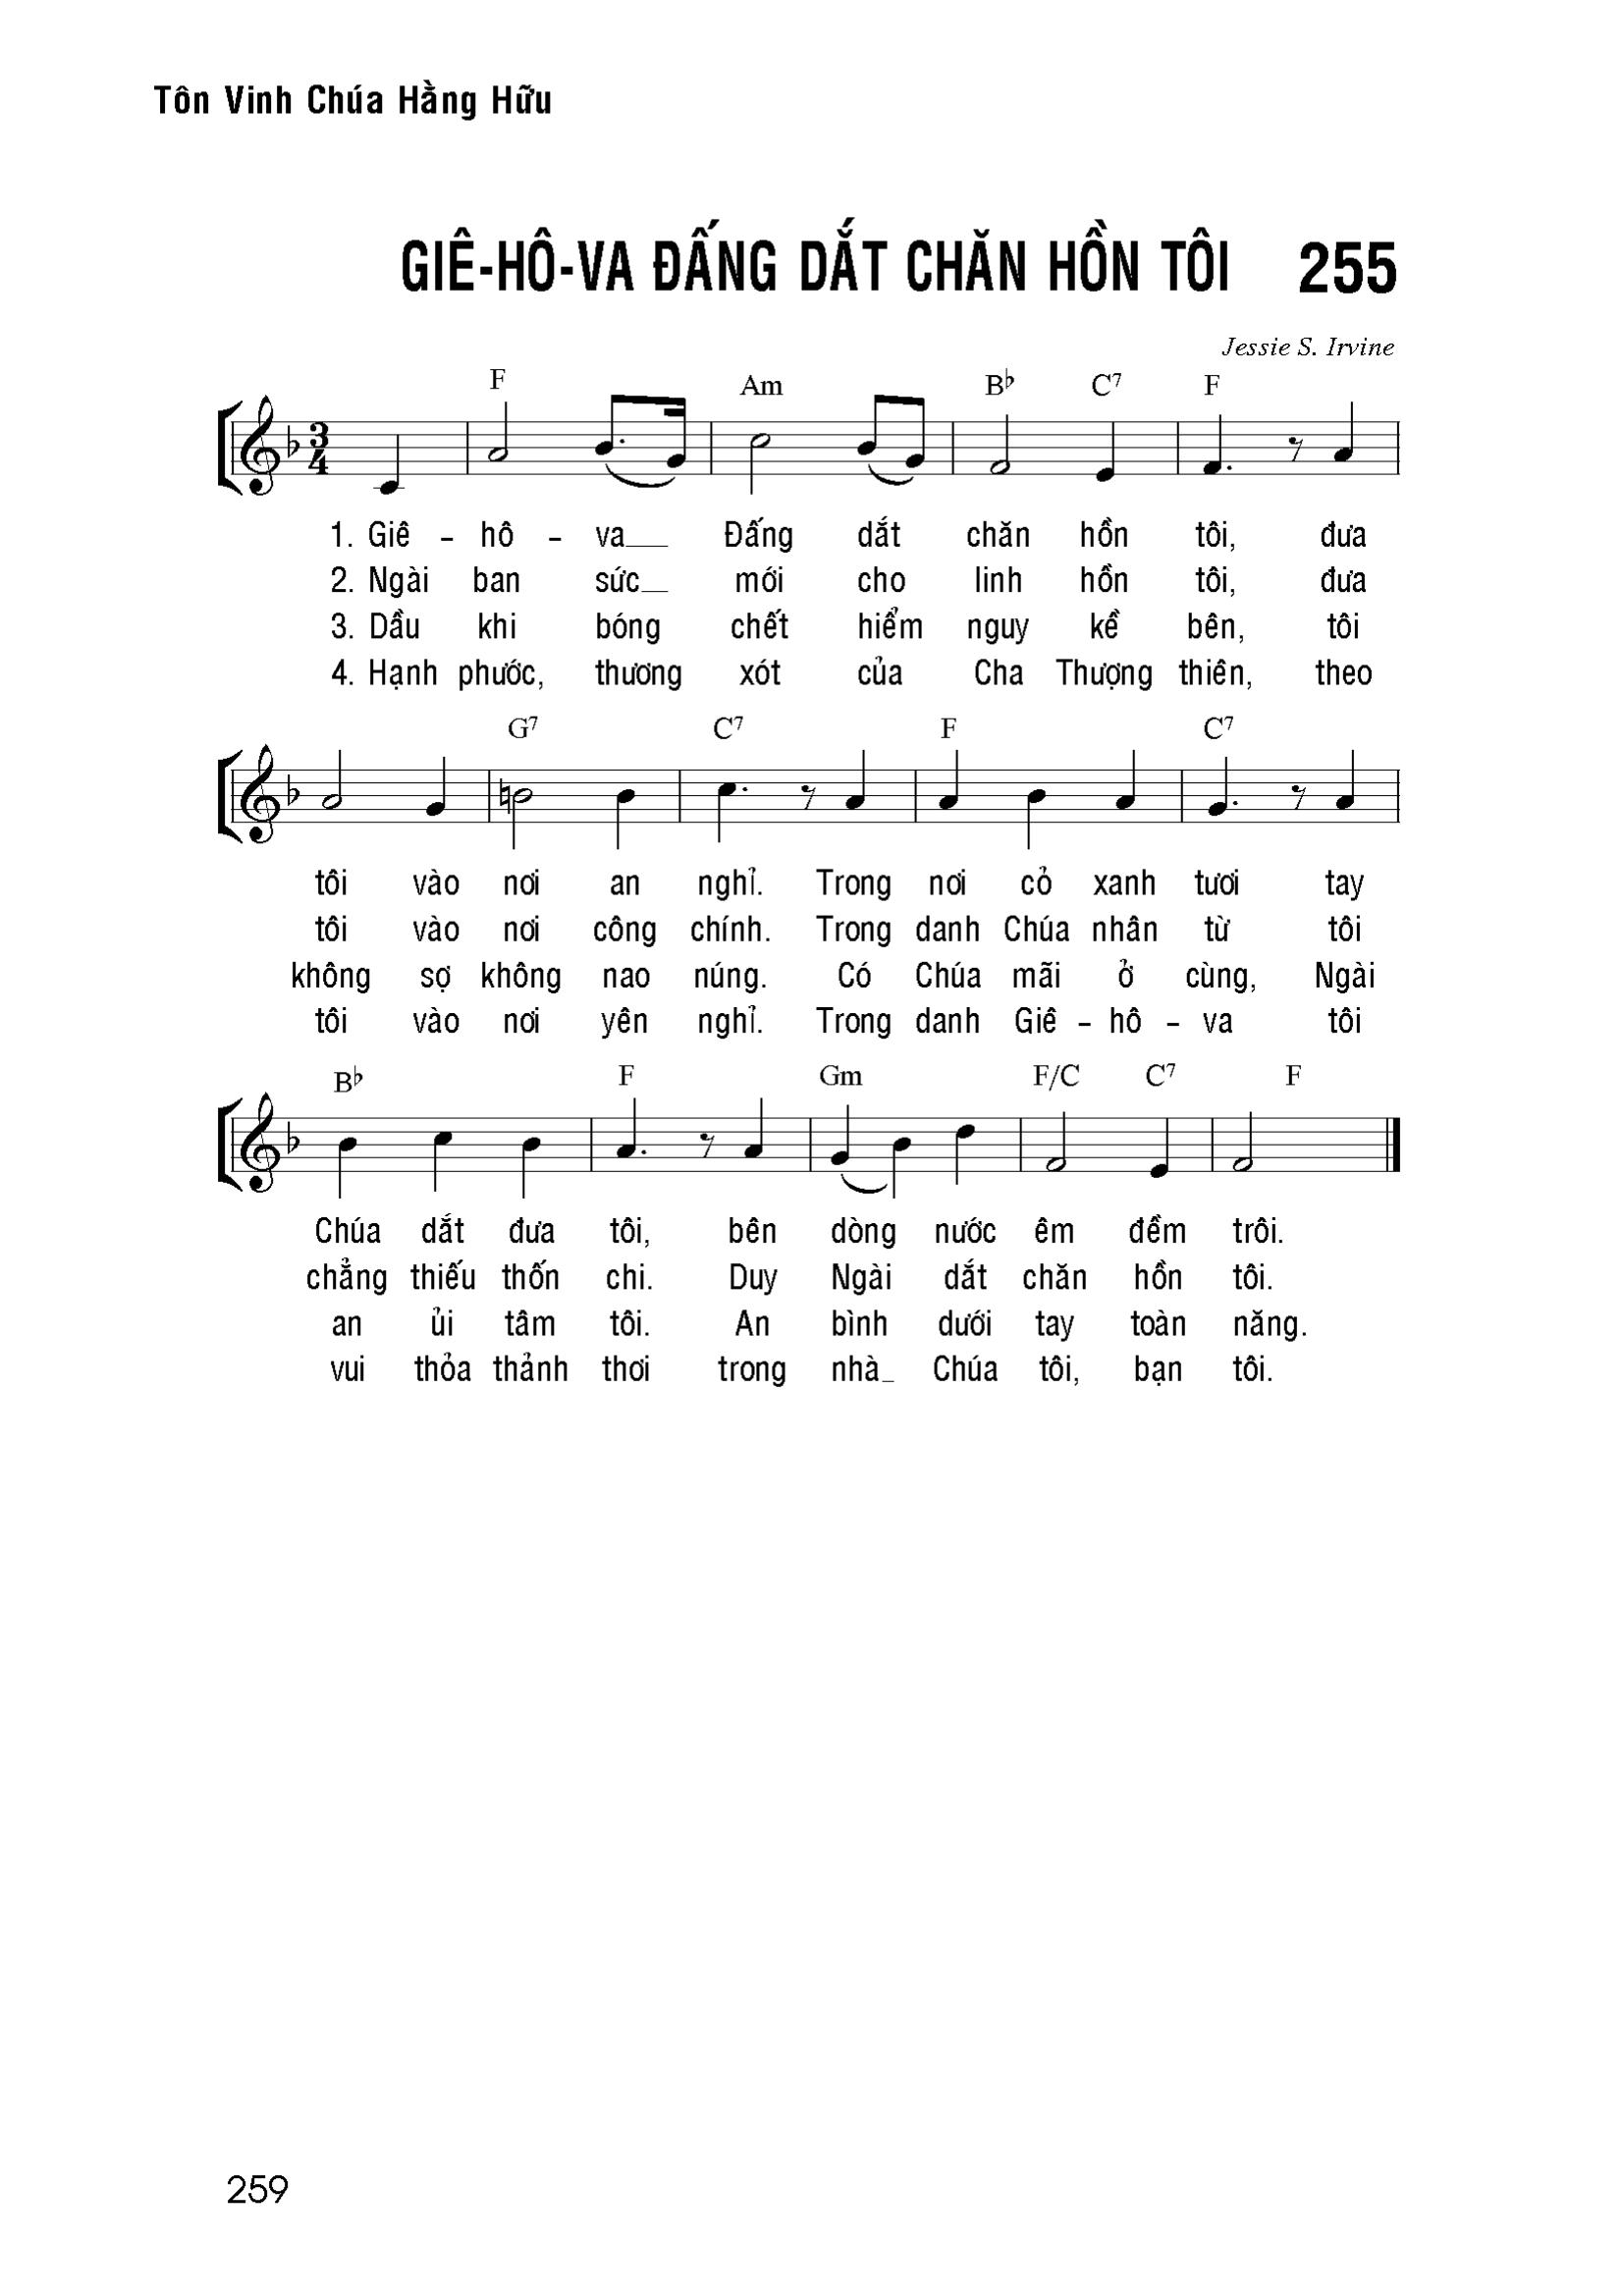 Tôn Vinh Chúa Hằng Hữu
GIÊ-HÔ-VA ĐẤNG DẮT CHĂN HỒN TÔI 255
Jessie S. Irvine
F Am B♭ C7 F
3
4
1. Giê - hô - va Đấng dắt chăn hồn tôi, đưa
2. Ngài ban sức mới cho linh hồn tôi, đưa
3. Dầu khi bóng chết hiểm nguy kề bên, tôi
4. Hạnh phước, thương xót của Cha Thượng thiên, theo
G7 C7 F C7
tôi vào nơi an nghỉ. Trong nơi cỏ xanh tươi tay
tôi vào nơi công chính. Trong danh Chúa nhân từ tôi
không sợ không nao núng. Có Chúa mãi ở cùng, Ngài
tôi vào nơi yên nghỉ. Trong danh Giê - hô - va tôi
B♭ F Gm F/C C7 F
Chúa dắt đưa tôi, bên dòng nước êm đềm trôi.
chẳng thiếu thốn chi. Duy Ngài dắt chăn hồn tôi.
an ủi tâm tôi. An bình dưới tay toàn năng.
vui thỏa thảnh thơi trong nhà Chúa tôi, bạn tôi.
259